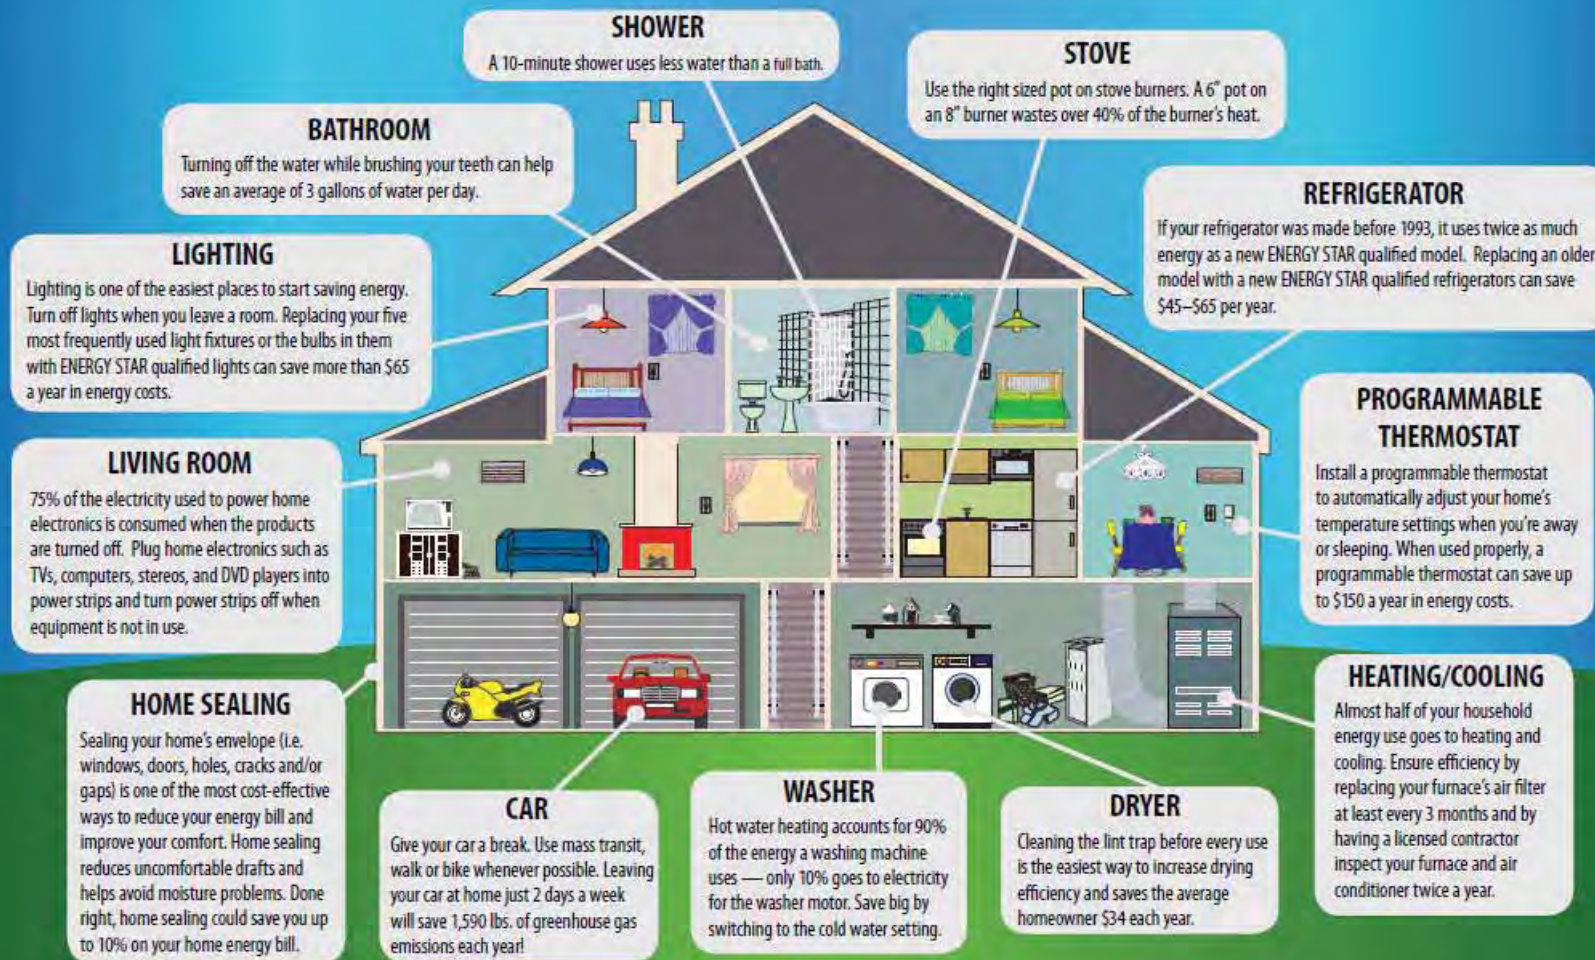 SHOWER
A 10-minute shower uses less water than a full bath.
STOVE
Use the right sized pot on stove burners. A 6" pot on
an 8" burner wastes over 40% of the burner's heat.
BATHROOM
Turning off the water while brushing your teeth can help
save an average of 3 gallons of water per day.
REFRIGERATOR
If your refrigerator was made before 1993, it uses twice as much
energy as a new ENERGY STAR qualified model. Replacing an older
model with a new ENERGY STAR qualified refrigerators can save
$45–$65 per year.
LIGHTING
Lighting is one of the easiest places to start saving energy.
Turn off lights when you leave a room. Replacing your five
most frequently used light fixtures or the bulbs in them
with ENERGY STAR qualified lights can save more than $65
a year in energy costs.
PROGRAMMABLE
THERMOSTAT
Install a programmable thermostat
to automatically adjust your home's
temperature settings when you're away
or sleeping. When used properly, a
programmable thermostat can save up
to $150 a year in energy costs.
LIVING ROOM
75% of the electricity used to power home
electronics is consumed when the products
are turned off. Plug home electronics such as
TVs, computers, stereos, and DVD players into
power strips and turn power strips off when
equipment is not in use.
HEATING/COOLING
Almost half of your household
energy use goes to heating and
cooling. Ensure efficiency by
replacing your furnace's air filter
at least every 3 months and by
having a licensed contractor
inspect your furnace and air
conditioner twice a year.
HOME SEALING
Sealing your home's envelope (i.e.
windows, doors, holes, cracks and/or
gaps) is one of the most cost-effective
ways to reduce your energy bill and
improve your comfort. Home sealing
reduces uncomfortable drafts and
helps avoid moisture problems. Done
right, home sealing could save you up
to 10% on your home energy bill.
CAR
Give your car a break. Use mass transit,
walk or bike whenever possible. Leaving
your car at home just 2 days a week
will save 1,590 lbs. of greenhouse gas
emissions each year!
WASHER
Hot water heating accounts for 90%
of the energy a washing machine
uses — only 10% goes to electricity
for the washer motor. Save big by
switching to the cold water setting.
DRYER
Cleaning the lint trap before every use
is the easiest way to increase drying
efficiency and saves the average
homeowner $34 each year.